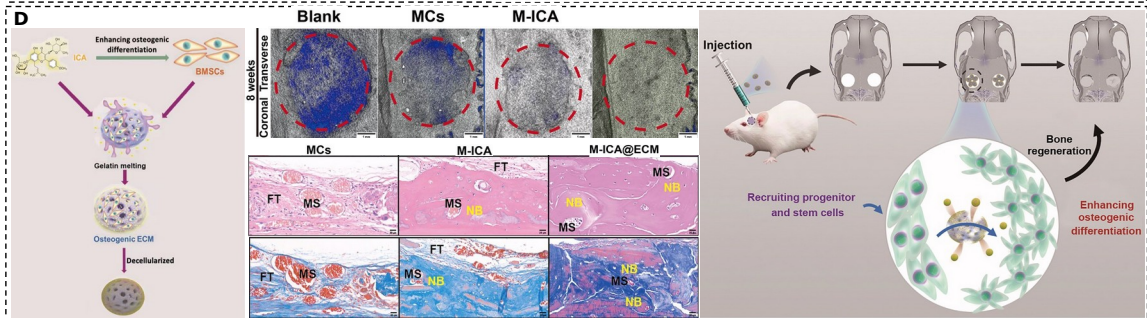 D
ICA
Enhancing osteogenic
differentiation
BMSCs
Gelatin melting
Osteogenic ECM
Decellularized
Blank
MCs
M-ICA
8 weeks
Coronal Transverse
MCs
M-ICA
M-ICA@ECM
FT
MS
FT
MS
NB
MS
NB
MS
FT
MS
FT
MS
NB
NB
MS
NB
Injection
Bone
regeneration
Recruiting progenitor
and stem cells
Enhancing
osteogenic
differentiation